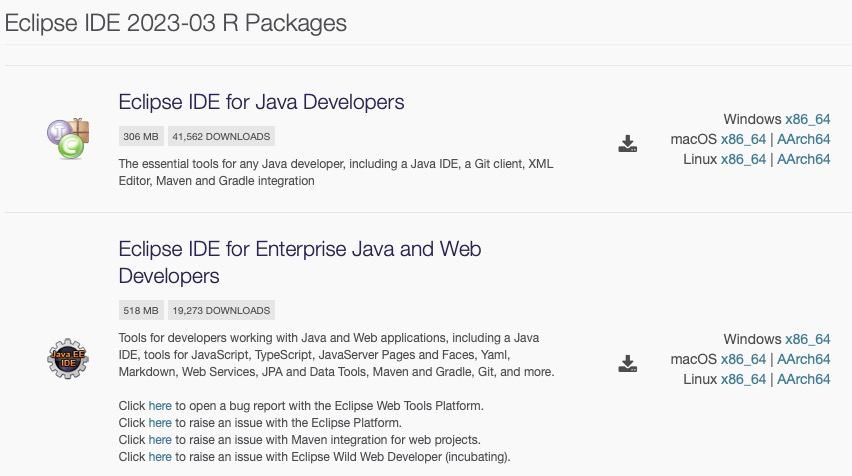 Eclipse IDE 2023-03 R Packages
Eclipse IDE for Java Developers
306 MB 41,562 DOWNLOADS
The essential tools for any Java developer, including a Java IDE, a Git client, XML
Editor, Maven and Gradle integration
Windows x86_64
macOS x86_64 | AArch64
Linux x86_64 | AArch64
J
C
Eclipse IDE for Enterprise Java and Web
Developers
518 MB 19,273 DOWNLOADS
Tools for developers working with Java and Web applications, including a Java
IDE, tools for JavaScript, TypeScript, JavaServer Pages and Faces, Yaml,
Markdown, Web Services, JPA and Data Tools, Maven and Gradle, Git, and more.
Click here to open a bug report with the Eclipse Web Tools Platform.
Click here to raise an issue with the Eclipse Platform.
Click here to raise an issue with Maven integration for web projects.
Click here to raise an issue with Eclipse Wild Web Developer (incubating).
Java EE
IDE
Windows x86_64
macOS x86_64 | AArch64
Linux x86_64 | AArch64